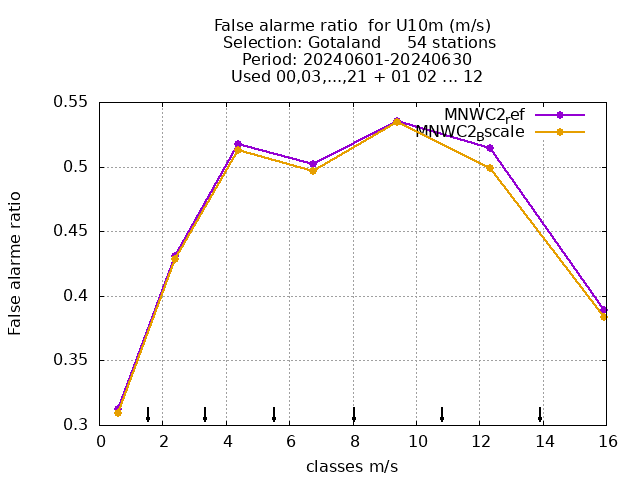 False alarme ratio  for U10m (m/s)
Selection: Gotaland     54 stations
Period: 20240601-20240630
Used 00,03,...,21 + 01 02 ... 12
MNWC2_ref
MNWC2_Bscale
0.55
0.5
0.45
0.4
0.35
0.3
False alarme ratio
0 2 4 6 8 10 12 14 16
classes m/s